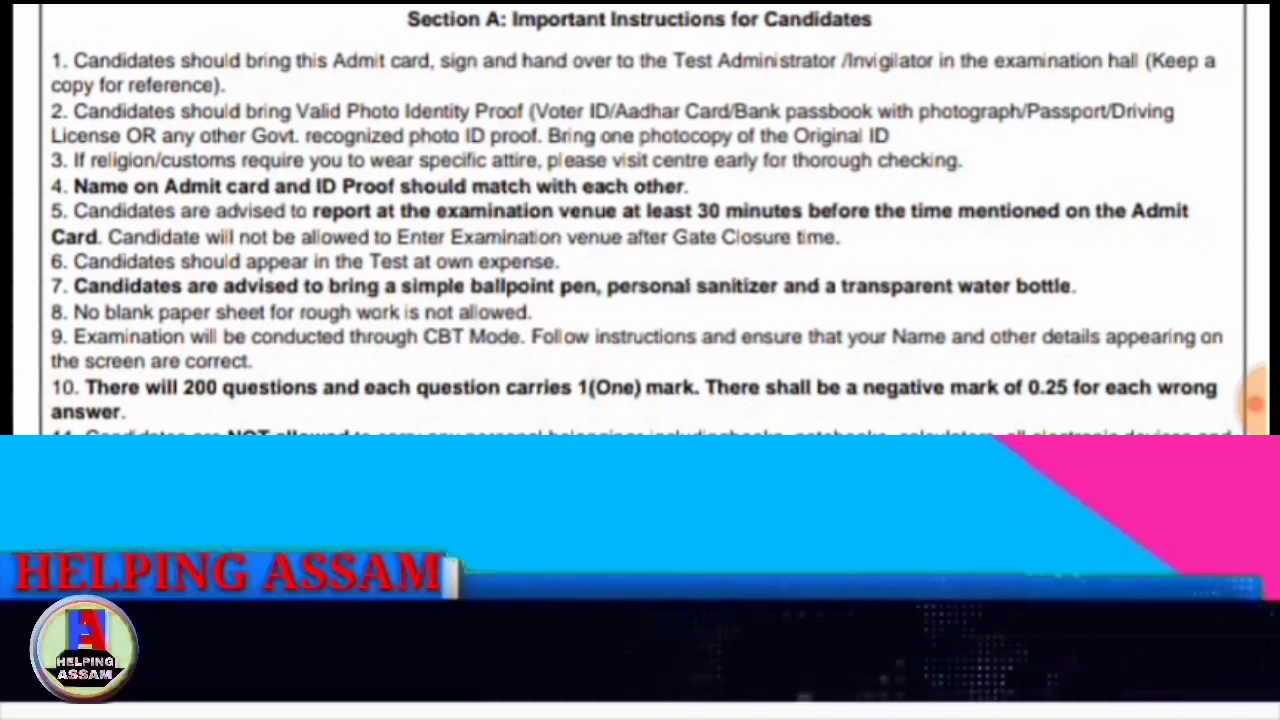 Section A: Important Instructions for Candidates
1. Candidates should bring this Admit card, sign and hand over to the Test Administrator /Invigilator in the examination hall (Keep a
copy for reference).
2. Candidates should bring Valid Photo Identity Proof (Voter ID/Aadhar Card/Bank passbook with photograph/Passport/Driving
License OR any other Govt. recognized photo ID proof. Bring one photocopy of the Original ID
3. If religion/customs require you to wear specific attire, please visit centre early for thorough checking.
4. Name on Admit card and ID Proof should match with each other.
5. Candidates are advised to report at the examination venue at least 30 minutes before the time mentioned on the Admit
Card. Candidate will not be allowed to Enter Examination venue after Gate Closure time.
6. Candidates should appear in the Test at own expense.
7. Candidates are advised to bring a simple ballpoint pen, personal sanitizer and a transparent water bottle.
8. No blank paper sheet for rough work is not allowed.
9. Examination will be conducted through CBT Mode. Follow instructions and ensure that your Name and other details appearing on
the screen are correct.
10. There will 200 questions and each question carries 1(One) mark. There shall be a negative mark of 0.25 for each wrong
answer.
HELPING ASSAM
A
HELPING
ASSAM